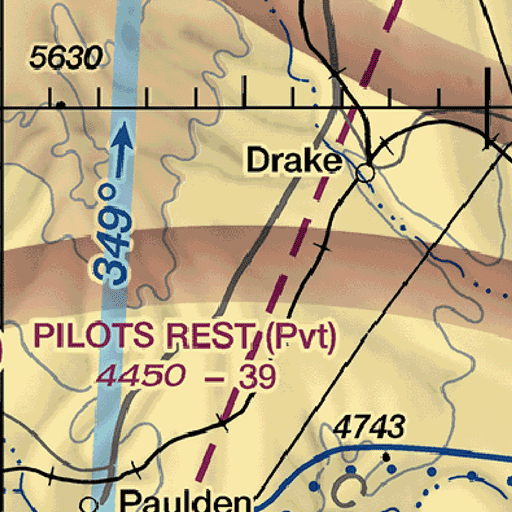 5630
Drake
349°
PILOTS REST (Pvt)
4450 – 39
4743
Paulden